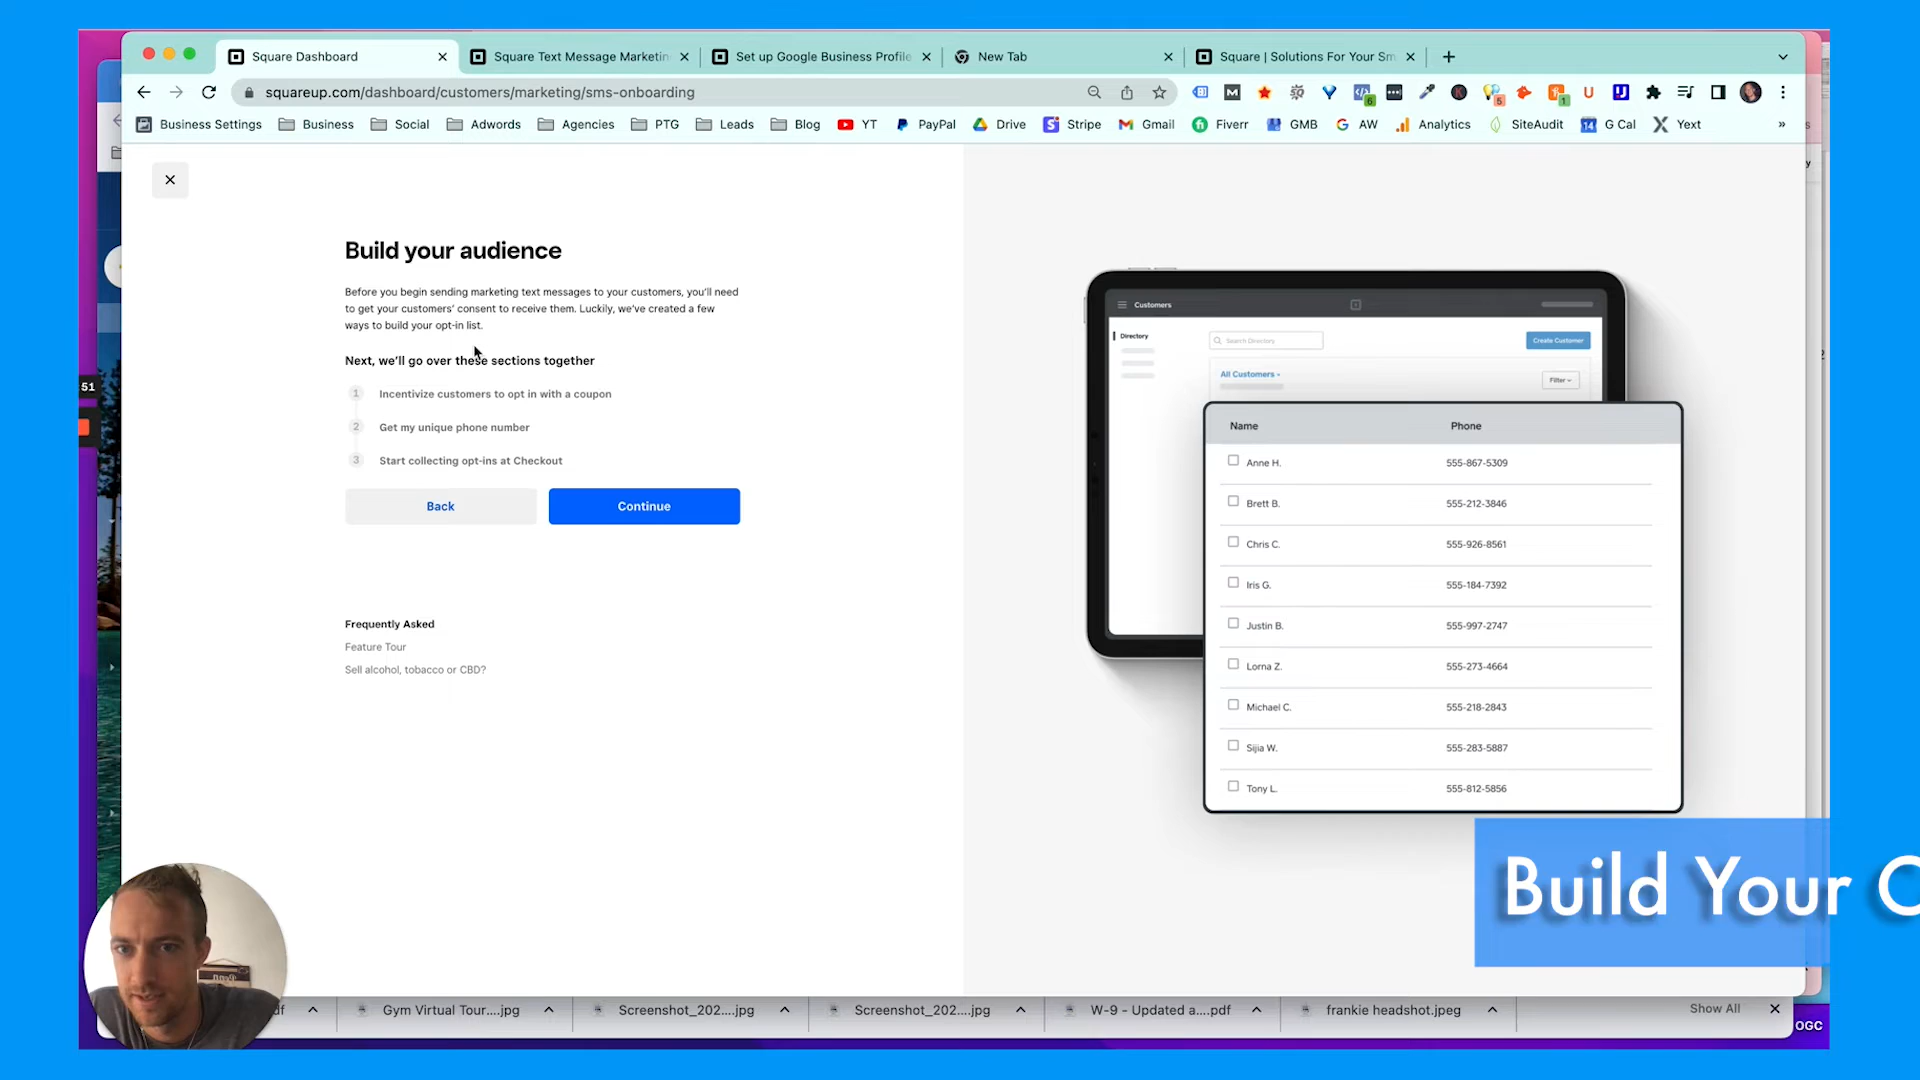 Square Dashboard
Square Text Message Marketin
Set up Google Business Profile
New Tab
Square | Solutions For Your Sm
squareup.com/dashboard/customers/marketing/sms-onboarding
Business Settings
Business
Social
Adwords
Agencies
PTG
Leads
Blog
YT
PayPal
Drive
Stripe
Gmail
Fiverr
GMB
AW
Analytics
SiteAudit
G Cal
Yext
»
Build your audience
Before you begin sending marketing text messages to your customers, you'll need
to get your customers' consent to receive them. Luckily, we've created a few
ways to build your opt-in list.
Next, we'll go over these sections together
1 Incentivize customers to opt in with a coupon
2 Get my unique phone number
3 Start collecting opt-ins at Checkout
Back
Continue
Frequently Asked
Feature Tour
Sell alcohol, tobacco or CBD?
51
Customers
Directory
Search Directory
Create Customer
All Customers
Filter
Name Phone
Anne H. 555-867-5309
Brett B. 555-212-3846
Chris C. 555-926-8561
Iris G. 555-184-7392
Justin B. 555-997-2747
Lorna Z. 555-273-4664
Michael C. 555-218-2843
Sijia W. 555-283-5887
Tony L. 555-812-5856
Build Your C
df
Gym Virtual Tour....jpg
Screenshot_202....jpg
Screenshot_202....jpg
W-9 - Updated a....pdf
frankie headshot.jpeg
Show All
OGC